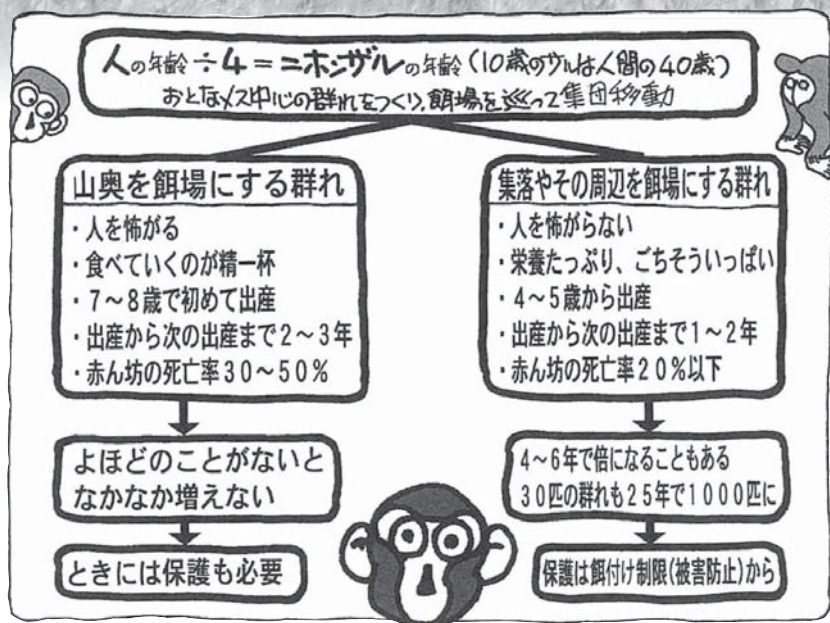 人の年齢÷4=ニホンザルの年齢(10歳のサルは人間の40歳)
おとなメス中心の群れをつくり、餌場を巡って集団移動
山奥を餌場にする群れ
・人を怖がる
・食べていくのが精一杯
・7～8歳で初めて出産
・出産から次の出産まで2～3年
・赤ん坊の死亡率30～50%
よほどのことがないと
なかなか増えない
ときには保護も必要
集落やその周辺を餌場にする群れ
・人を怖がらない
・栄養たっぷり、ごちそういっぱい
・4～5歳から出産
・出産から次の出産まで1～2年
・赤ん坊の死亡率20%以下
4～6年で倍になることもある
30匹の群れも25年で1000匹に
保護は餌付け制限(被害防止)から